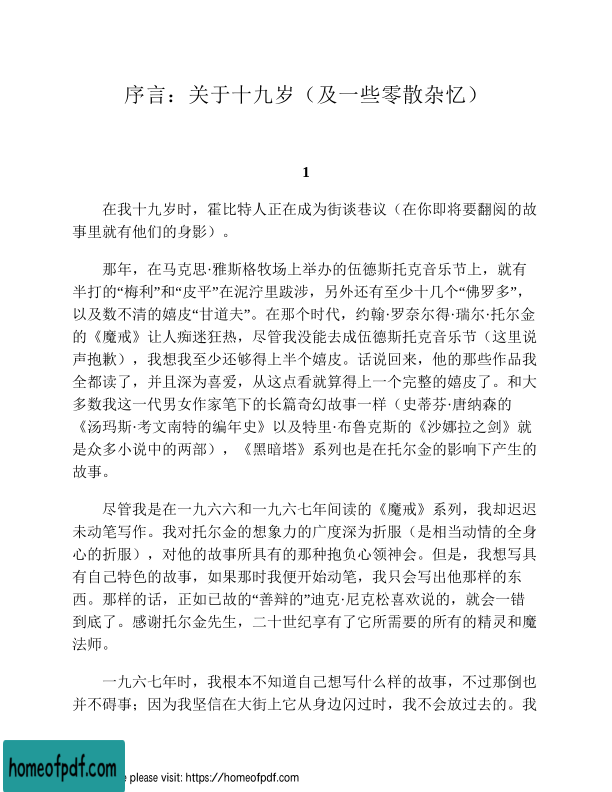 序言：关于十九岁（及一些零散杂忆）
1
在我十九岁时，霍比特人正在成为街谈巷议（在你即将要翻阅的故
事里就有他们的身影）。
那年，在马克思·雅斯格牧场上举办的伍德斯托克音乐节上，就有
半打的“梅利”和“皮平”在泥泞里跋涉，另外还有至少十几个“佛罗多”，
以及数不清的嬉皮“甘道夫”。在那个时代，约翰·罗奈尔得·瑞尔·托尔金
的《魔戒》让人痴迷狂热，尽管我没能去成伍德斯托克音乐节（这里说
声抱歉），我想我至少还够得上半个嬉皮。话说回来，他的那些作品我
全都读了，并且深为喜爱，从这点看就算得上一个完整的嬉皮了。和大
多数我这一代男女作家笔下的长篇奇幻故事一样（史蒂芬·唐纳森的
《汤玛斯·考文南特的编年史》以及特里·布鲁克斯的《沙娜拉之剑》就
是众多小说中的两部），《黑暗塔》系列也是在托尔金的影响下产生的
故事。
尽管我是在一九六六和一九六七年间读的《魔戒》系列，我却迟迟
未动笔写作。我对托尔金的想象力的广度深为折服（是相当动情的全身
心的折服），对他的故事所具有的那种抱负心领神会。但是，我想写具
有自己特色的故事，如果那时我便开始动笔，我只会写出他那样的东
西。那样的话，正如已故的“善辩的”迪克·尼克松喜欢说的，就会一错
到底了。感谢托尔金先生，二十世纪享有了它所需要的所有的精灵和魔
法师。
一九六七年时，我根本不知道自己想写什么样的故事，不过那倒也
并不碍事；因为我坚信在大街上它从身边闪过时，我不会放过去的。我
homeofpdf.com
e please visit: https://homeofpdf.com